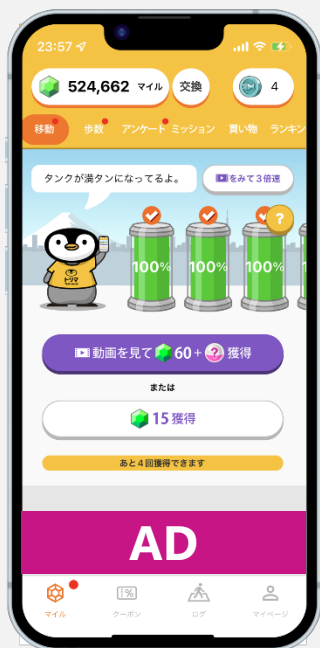 23:57
524,662 マイル 交換 4
移動 歩数 アンケート ミッション 買い物 ランキン
タンクが満タンになってるよ。 をみて3倍速
?
トリマ
100% 100% 100%
動画を見て 60 + ? 獲得
または
15 獲得
あと4回獲得できます
AD
% 
マイル クーポン ログ マイページ